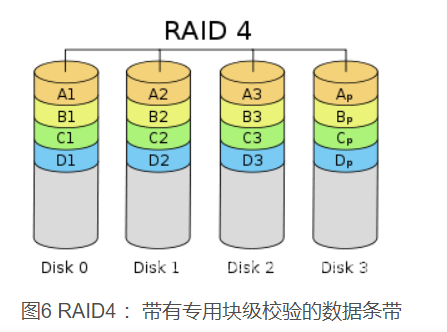 RAID 4
A1 A2 A3 Ap
B1 B2 B3 Bp
C1 C2 C3 Cp
D1 D2 D3 Dp
Disk 0 Disk 1 Disk 2 Disk 3
图6 RAID4 ：带有专用块级校验的数据条带